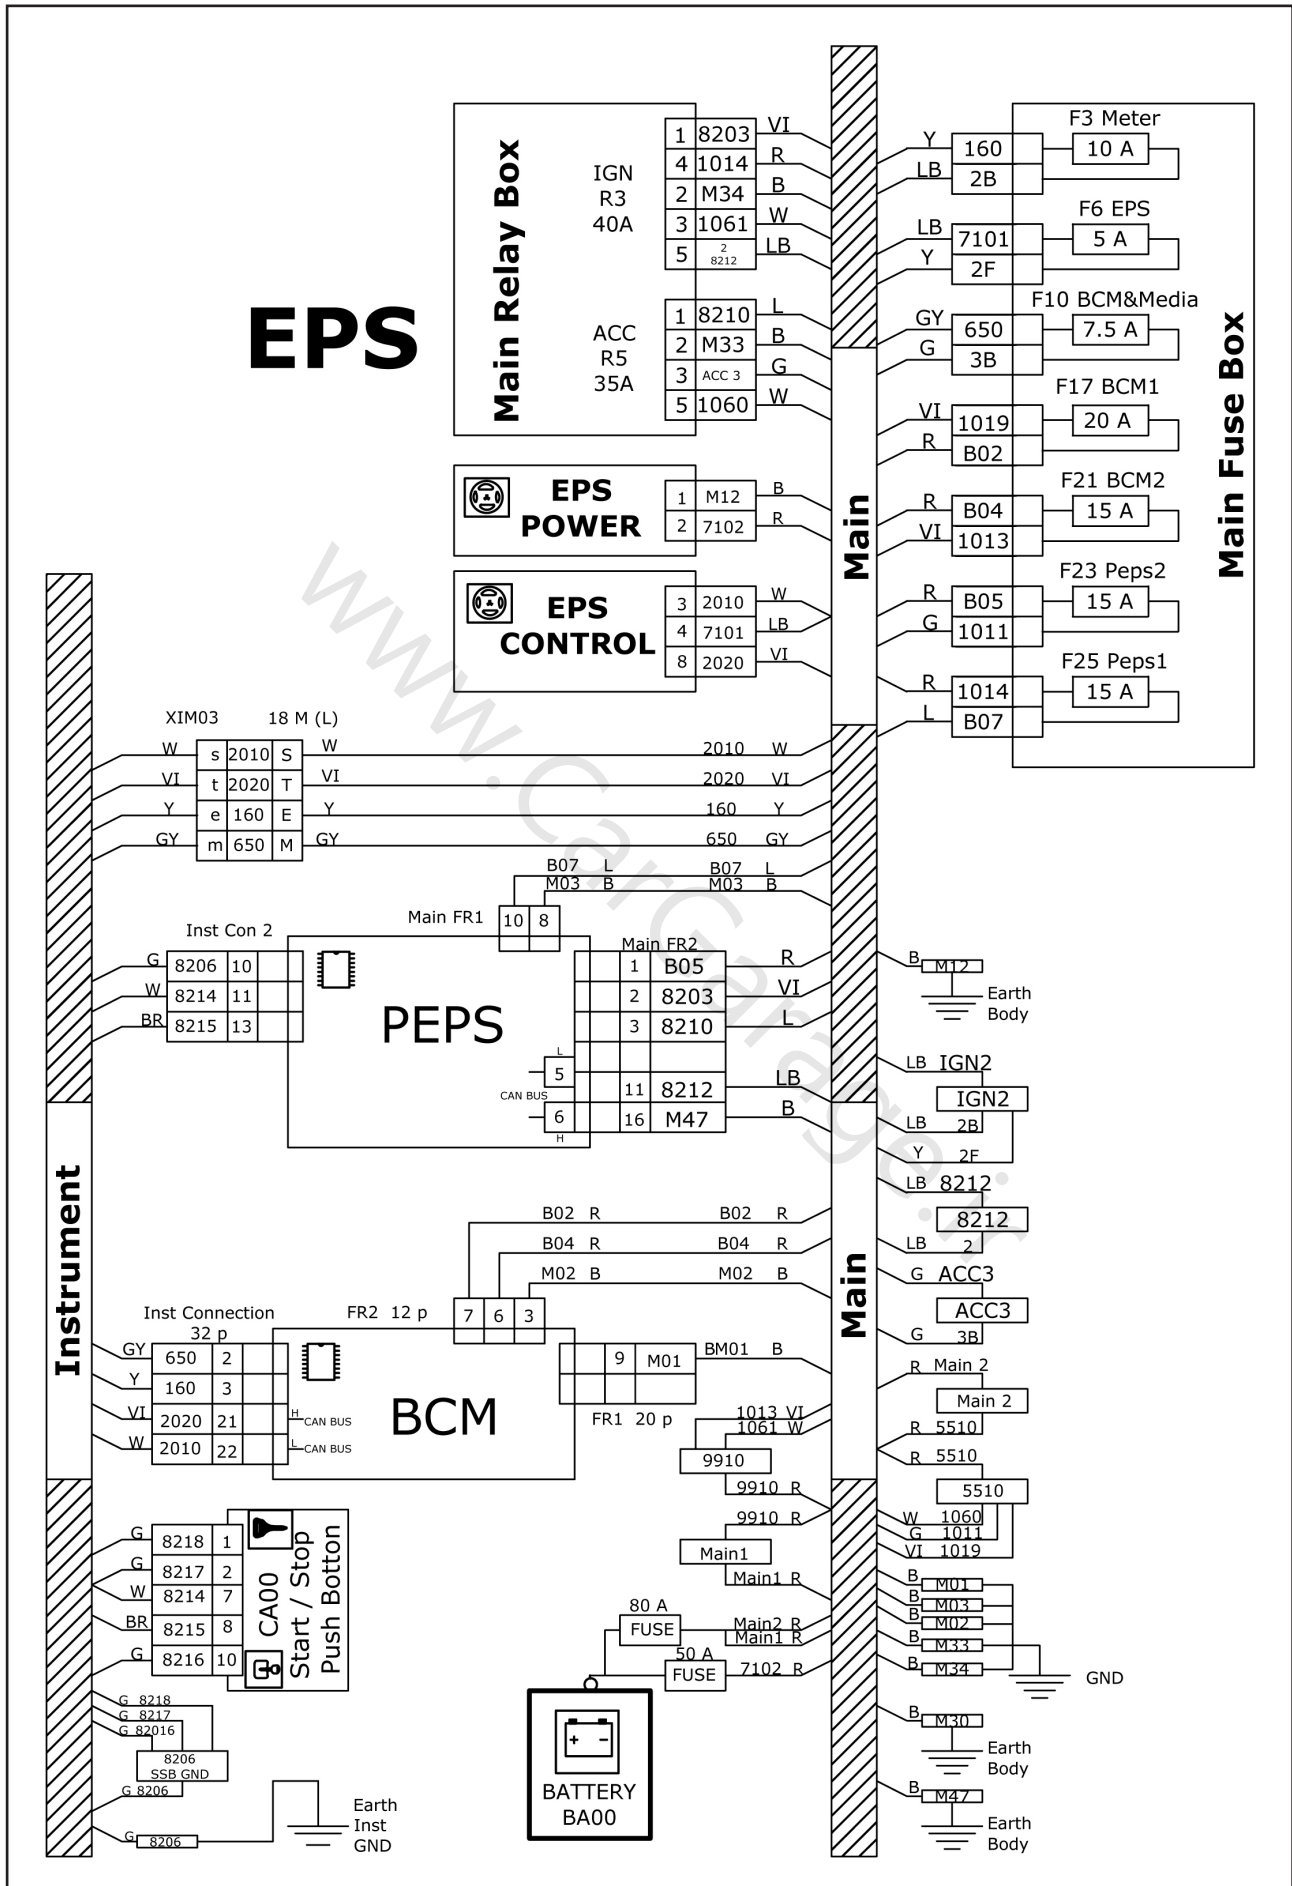 EPS
Main Relay Box
IGN
R3
40A
1 8203 VI
4 1014 R
2 M34 B
3 1061 W
5 2 8212 LB
ACC
R5
35A
1 8210 L
2 M33 B
3 ACC 3 G
5 1060 W
EPS
POWER
1 M12 B
2 7102 R
EPS
CONTROL
3 2010 W
4 7101 LB
8 2020 VI
Main
Main Fuse Box
F3 Meter
Y 160 10 A
LB 2B
F6 EPS
LB 7101 5 A
Y 2F
F10 BCM&Media
GY 650 7.5 A
G 3B
F17 BCM1
VI 1019 20 A
R B02
F21 BCM2
R B04 15 A
VI 1013
F23 Peps2
R B05 15 A
G 1011
F25 Peps1
R 1014 15 A
L B07
XIM03 18 M (L)
W s 2010 S W 2010 W
VI t 2020 T VI 2020 VI
Y e 160 E Y 160 Y
GY m 650 M GY 650 GY
B07 L B07 L
M03 B M03 B
Main FR1 10 8
Inst Con 2
G 8206 10
W 8214 11
BR 8215 13
PEPS
Main FR2
1 B05 R
2 8203 VI
3 8210 L
L
5
CAN BUS
6
H
11 8212 LB
16 M47 B
B M12
Earth
Body
LB IGN2
IGN2
LB 2B
Y 2F
LB 8212
8212
LB 2
G ACC3
ACC3
G 3B
R Main 2
Main 2
R 5510
R 5510
5510
W 1060
G 1011
VI 1019
B M01
B M03
B M02
B M33
B M34
GND
B M30
Earth
Body
B M47
Earth
Body
Instrument
Main
B02 R B02 R
B04 R B04 R
M02 B M02 B
FR2 12 p
7 6 3
Inst Connection
32 p
GY 650 2
Y 160 3
VI 2020 21 H CAN BUS
W 2010 22 L CAN BUS
BCM
9 M01 BM01 B
FR1 20 p
1013 VI
1061 W
9910
9910 R
9910 R
Main1
Main1 R
80 A
FUSE
Main2 R
Main1 R
50 A
FUSE
7102 R
+ -
BATTERY
BA00
G 8218 1
G 8217 2
W 8214 7
BR 8215 8
G 8216 10
CA00
Start / Stop
Push Botton
G 8218
G 8217
G 82016
8206
SSB GND
G 8206
G 8206
Earth
Inst
GND
www.CarGarage.ir